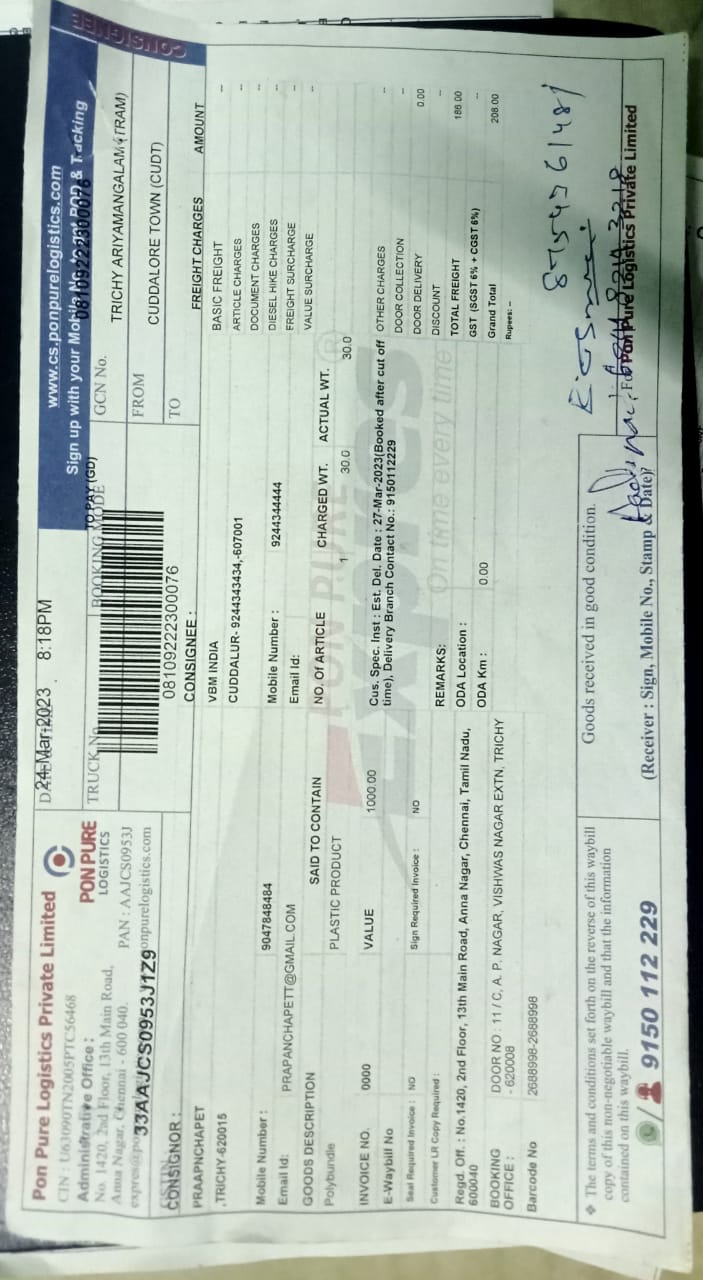 CONSIGNEE
Pon Pure Logistics Private Limited
CIN : U63090TN2005PTC56468
Administrative Office :
No. 1420, 2nd Floor, 13th Main Road,
Anna Nagar, Chennai - 600 040.
PON PURE
LOGISTICS
PAN : AAJCS0953J
33AAJCS0953J1Z9
24-Mar-2023 8:18PM
TRUCK No
BOOKING MODE
TO PAY (GD)
08109222300076
www.cs.ponpurelogistics.com
Sign up with your Mobile No. POD & Tracking
GCN No.
08109222300076
TRICHY ARIYAMANGALAM (TRAM)
FROM
CUDDALORE TOWN (CUDT)
TO
CONSIGNOR :
PRAAPNCHAPET
,TRICHY-620015
Mobile Number : 9047848484
Email Id: PRAPANCHAPETT@GMAIL.COM
CONSIGNEE :
VBM INDIA
CUDDALUR- 9244343434,-607001
Mobile Number : 9244344444
Email Id:
GOODS DESCRIPTION SAID TO CONTAIN NO. OF ARTICLE CHARGED WT. ACTUAL WT.
Polybundle PLASTIC PRODUCT 1 30.0 30.0
INVOICE NO. 0000 VALUE 1000.00
E-Waybill No
Seal Required Invoice : NO Sign Required Invoice : NO
Customer LR Copy Required :
Cus. Spec. Inst : Est. Del. Date : 27-Mar-2023(Booked after cut off
time), Delivery Branch Contact No.: 9150112229
REMARKS:
ODA Location :
ODA Km : 0.00
PON PURE
Express
On time every time
FREIGHT CHARGES AMOUNT
BASIC FREIGHT --
ARTICLE CHARGES --
DOCUMENT CHARGES --
DIESEL HIKE CHARGES --
FREIGHT SURCHARGE --
VALUE SURCHARGE --
OTHER CHARGES --
DOOR COLLECTION --
DOOR DELIVERY 0.00
DISCOUNT --
TOTAL FREIGHT 186.00
GST (SGST 6% + CGST 6%) --
Grand Total 208.00
Rupees: --
Regd. Off. : No.1420, 2nd Floor, 13th Main Road, Anna Nagar, Chennai, Tamil Nadu,
600040
BOOKING OFFICE : DOOR NO : 11 / C, A. P. NAGAR, VISHWAS NAGAR EXTN, TRICHY
- 620008
Barcode No 2688998-2688998
❖ The terms and conditions set forth on the reverse of this waybill
copy of this non-negotiable waybill and that the information
contained on this waybill.
9150 112 229
Goods received in good condition.
(Receiver : Sign, Mobile No., Stamp & Date)
For Pon Pure Logistics Private Limited